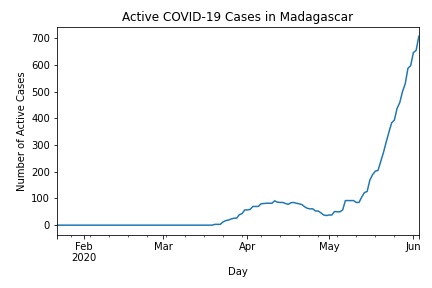 Active COVID-19 Cases in Madagascar
Number of Active Cases
700
600
500
400
300
200
100
0
Feb
2020
Mar
Apr
May
Jun
Day